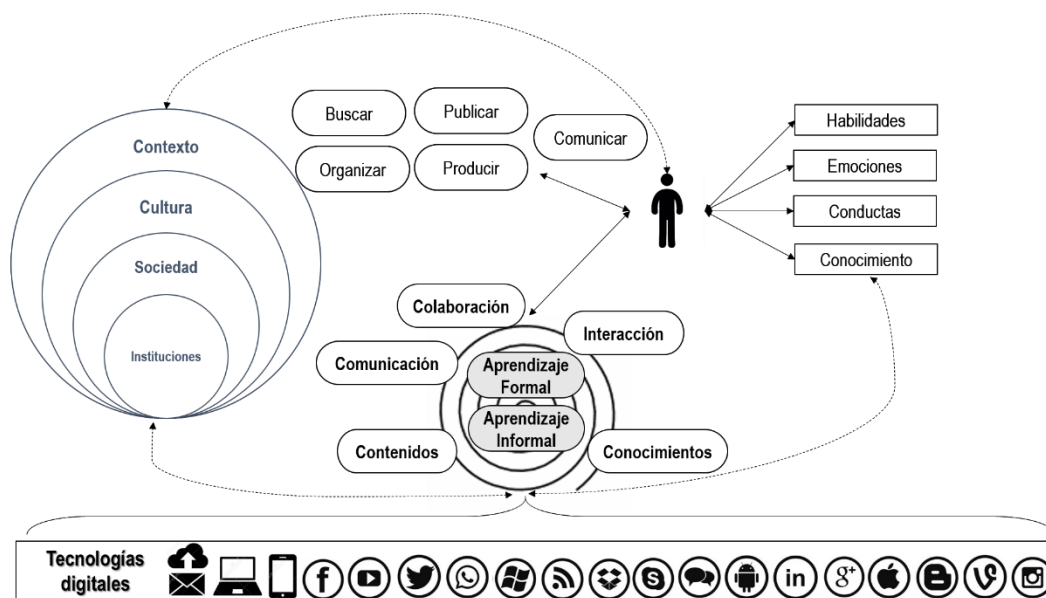 Contexto
Cultura
Sociedad
Instituciones
Buscar
Publicar
Comunicar
Organizar
Producir
Habilidades
Emociones
Conductas
Conocimiento
Colaboración
Interacción
Comunicación
Aprendizaje
Formal
Aprendizaje
Informal
Contenidos
Conocimientos
Tecnologías
digitales
f
in
g+